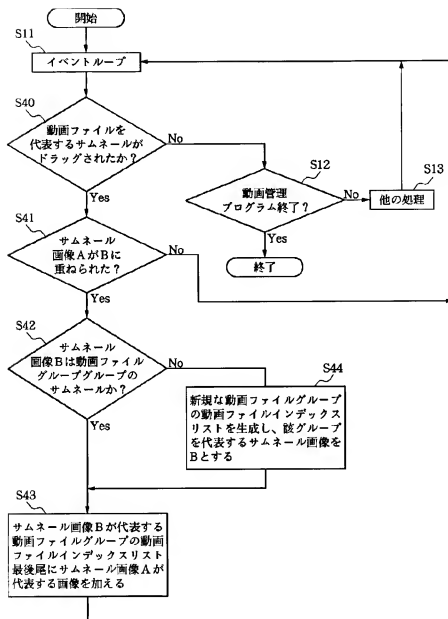 開始
S11
イベントループ
S40
動画ファイルを
代表するサムネールが
ドラッグされたか?
No
Yes
S12
動画管理
プログラム終了?
No
Yes
S13
他の処理
終了
S41
サムネール
画像AがBに
重ねられた?
No
Yes
S42
サムネール
画像Bは動画ファイル
グループグループの
サムネールか?
No
Yes
S44
新規な動画ファイルグループ
の動画ファイルインデックス
リストを生成し、該グループ
を代表するサムネール画像を
Bとする
S43
サムネール画像Bが代表する
動画ファイルグループの動画
ファイルインデックスリスト
最後尾にサムネール画像Aが
代表する画像を加える